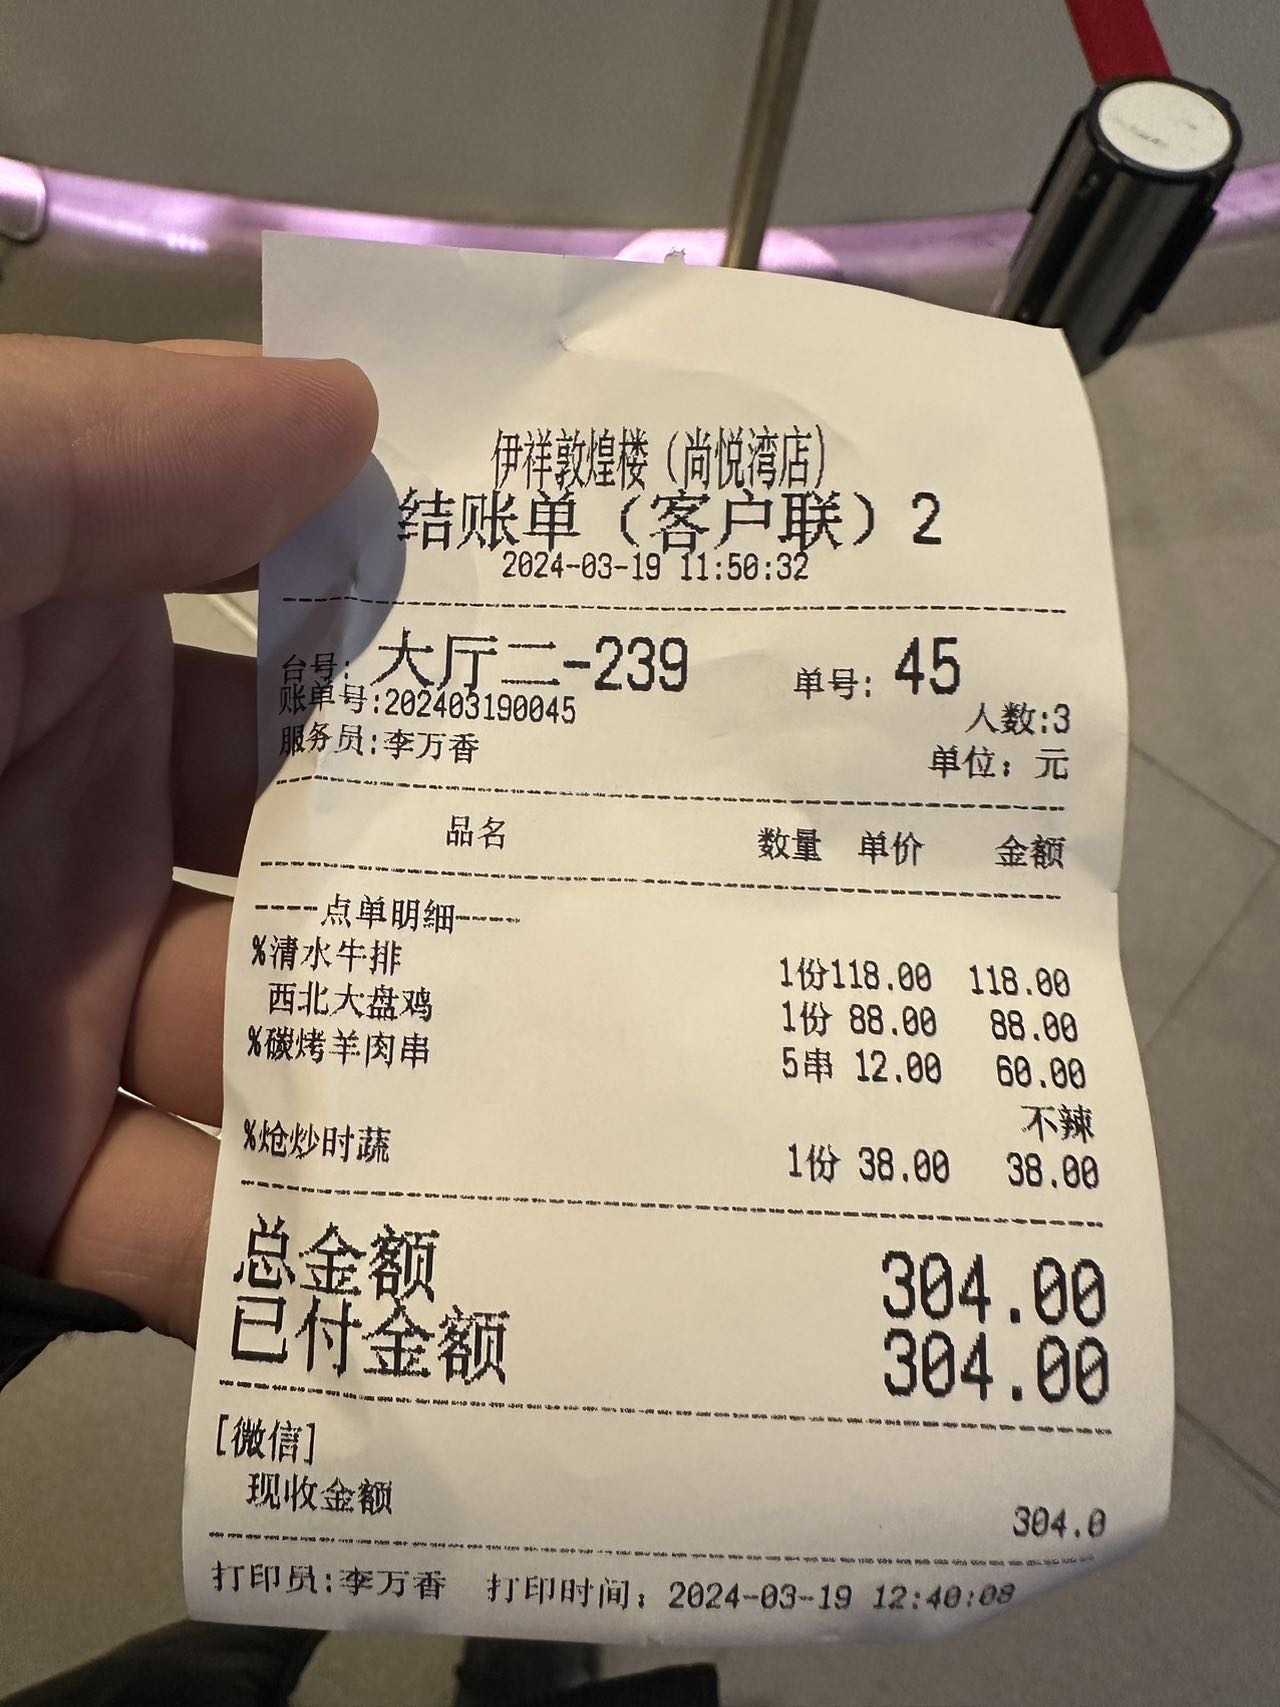 伊祥敦煌楼（尚悦湾店）
结账单（客户联）2
2024-03-19 11:50:32
台号: 大厅二-239 单号: 45
账单号:202403190045 人数:3
服务员:李万香 单位: 元
品名 数量 单价 金额
----点单明细----
%清水牛排 1份118.00 118.00
西北大盘鸡 1份 88.00 88.00
%碳烤羊肉串 5串 12.00 60.00
不辣
%炝炒时蔬 1份 38.00 38.00
总金额 304.00
已付金额 304.00
[微信]
现收金额 304.0
打印员:李万香 打印时间: 2024-03-19 12:40:08